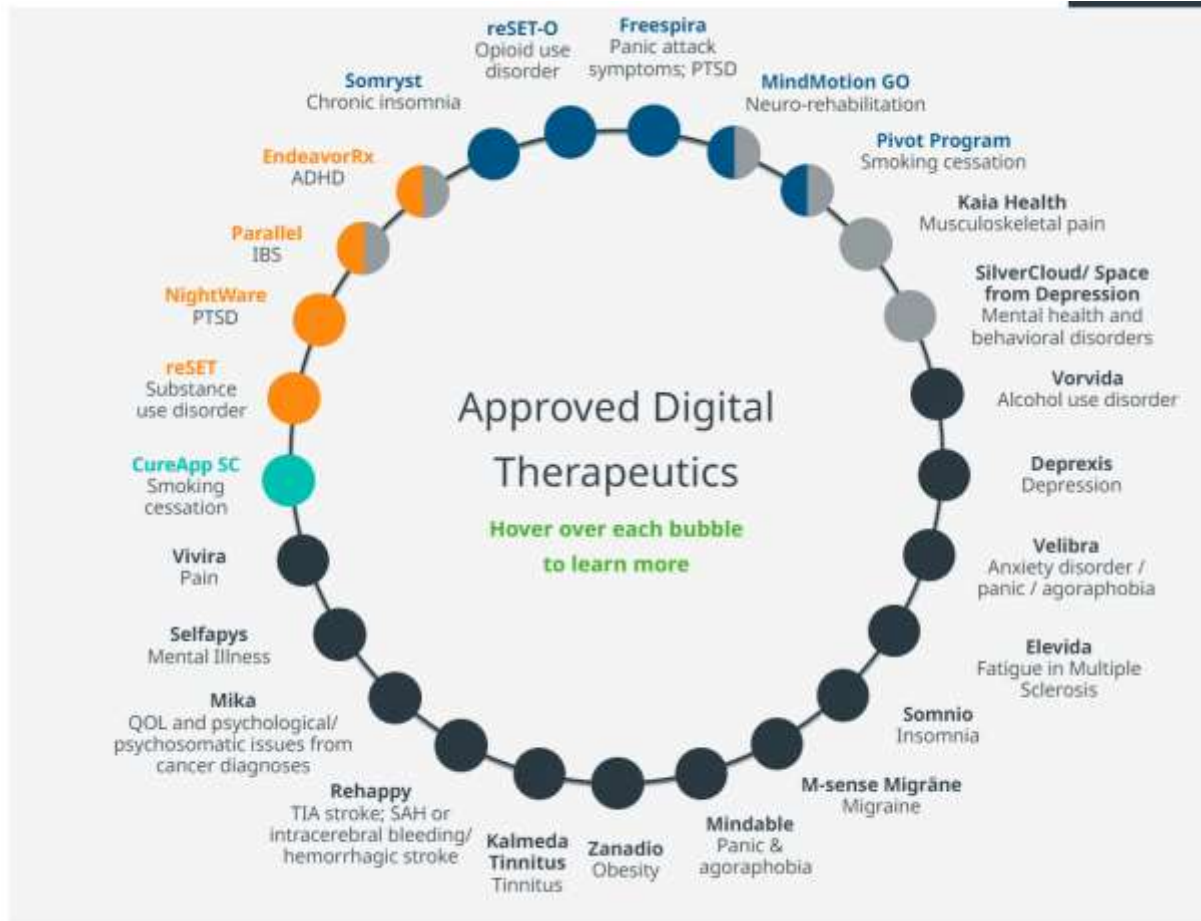 reSET-O
Opioid use
disorder
Freespira
Panic attack
symptoms; PTSD
MindMotion GO
Neuro-rehabilitation
Pivot Program
Smoking cessation
Kaia Health
Musculoskeletal pain
SilverCloud/ Space
from Depression
Mental health and
behavioral disorders
Vorvida
Alcohol use disorder
Deprexis
Depression
Velibra
Anxiety disorder /
panic / agoraphobia
Elevida
Fatigue in Multiple
Sclerosis
Somnio
Insomnia
M-sense Migräne
Migraine
Mindable
Panic &
agoraphobia
Zanadio
Obesity
Kalmeda
Tinnitus
Tinnitus
Rehappy
TIA stroke; SAH or
intracerebral bleeding/
hemorrhagic stroke
Mika
QOL and psychological/
psychosomatic issues from
cancer diagnoses
Selfapys
Mental Illness
Vivira
Pain
CureApp SC
Smoking
cessation
reSET
Substance
use disorder
NightWare
PTSD
Parallel
IBS
EndeavorRx
ADHD
Somryst
Chronic insomnia
Approved Digital
Therapeutics
Hover over each bubble
to learn more